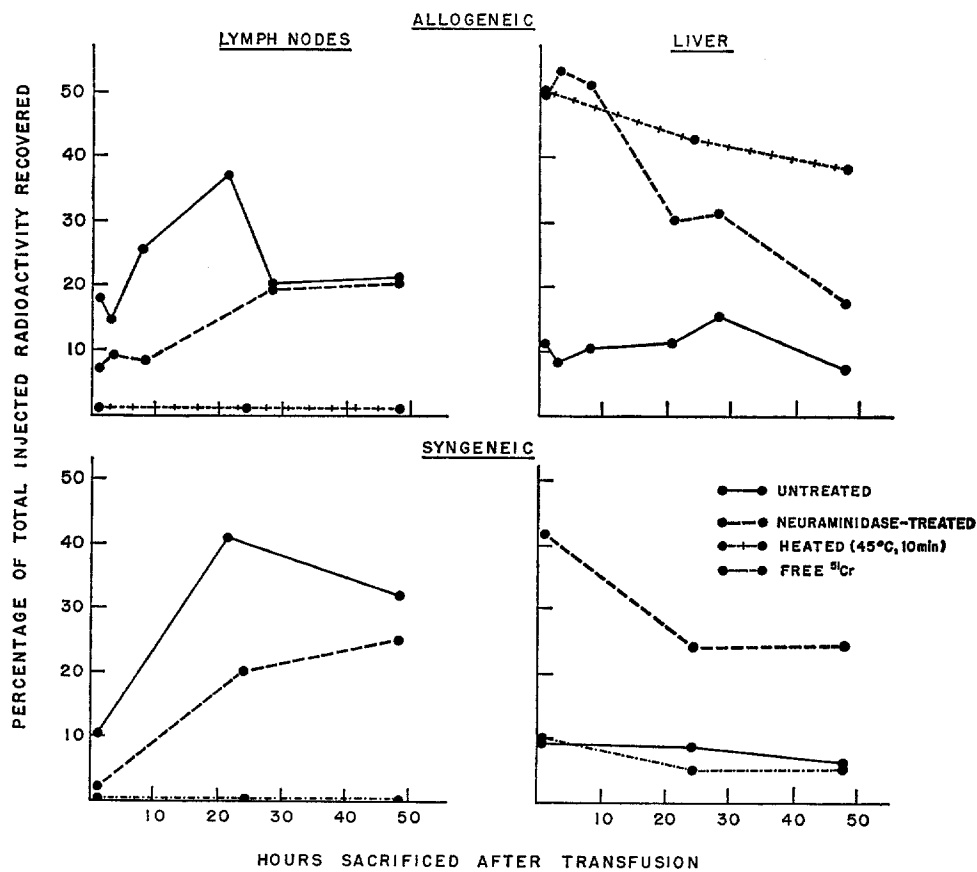 ALLOGENEIC
LYMPH NODES
LIVER
PERCENTAGE OF TOTAL INJECTED RADIOACTIVITY RECOVERED
50
40
30
20
10
SYNGENEIC
50
40
30
20
10
UNTREATED
NEURAMINIDASE-TREATED
HEATED (45°C, 10min)
FREE ⁵¹Cr
10 20 30 40 50
10 20 30 40 50
HOURS SACRIFICED AFTER TRANSFUSION